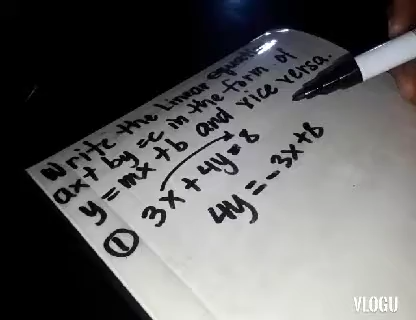 Write the Linear Equati
ax + by = c in the form of
y = mx + b and vice versa.
① 3x + 4y = 8
4y = -3x + 8
VLOGU